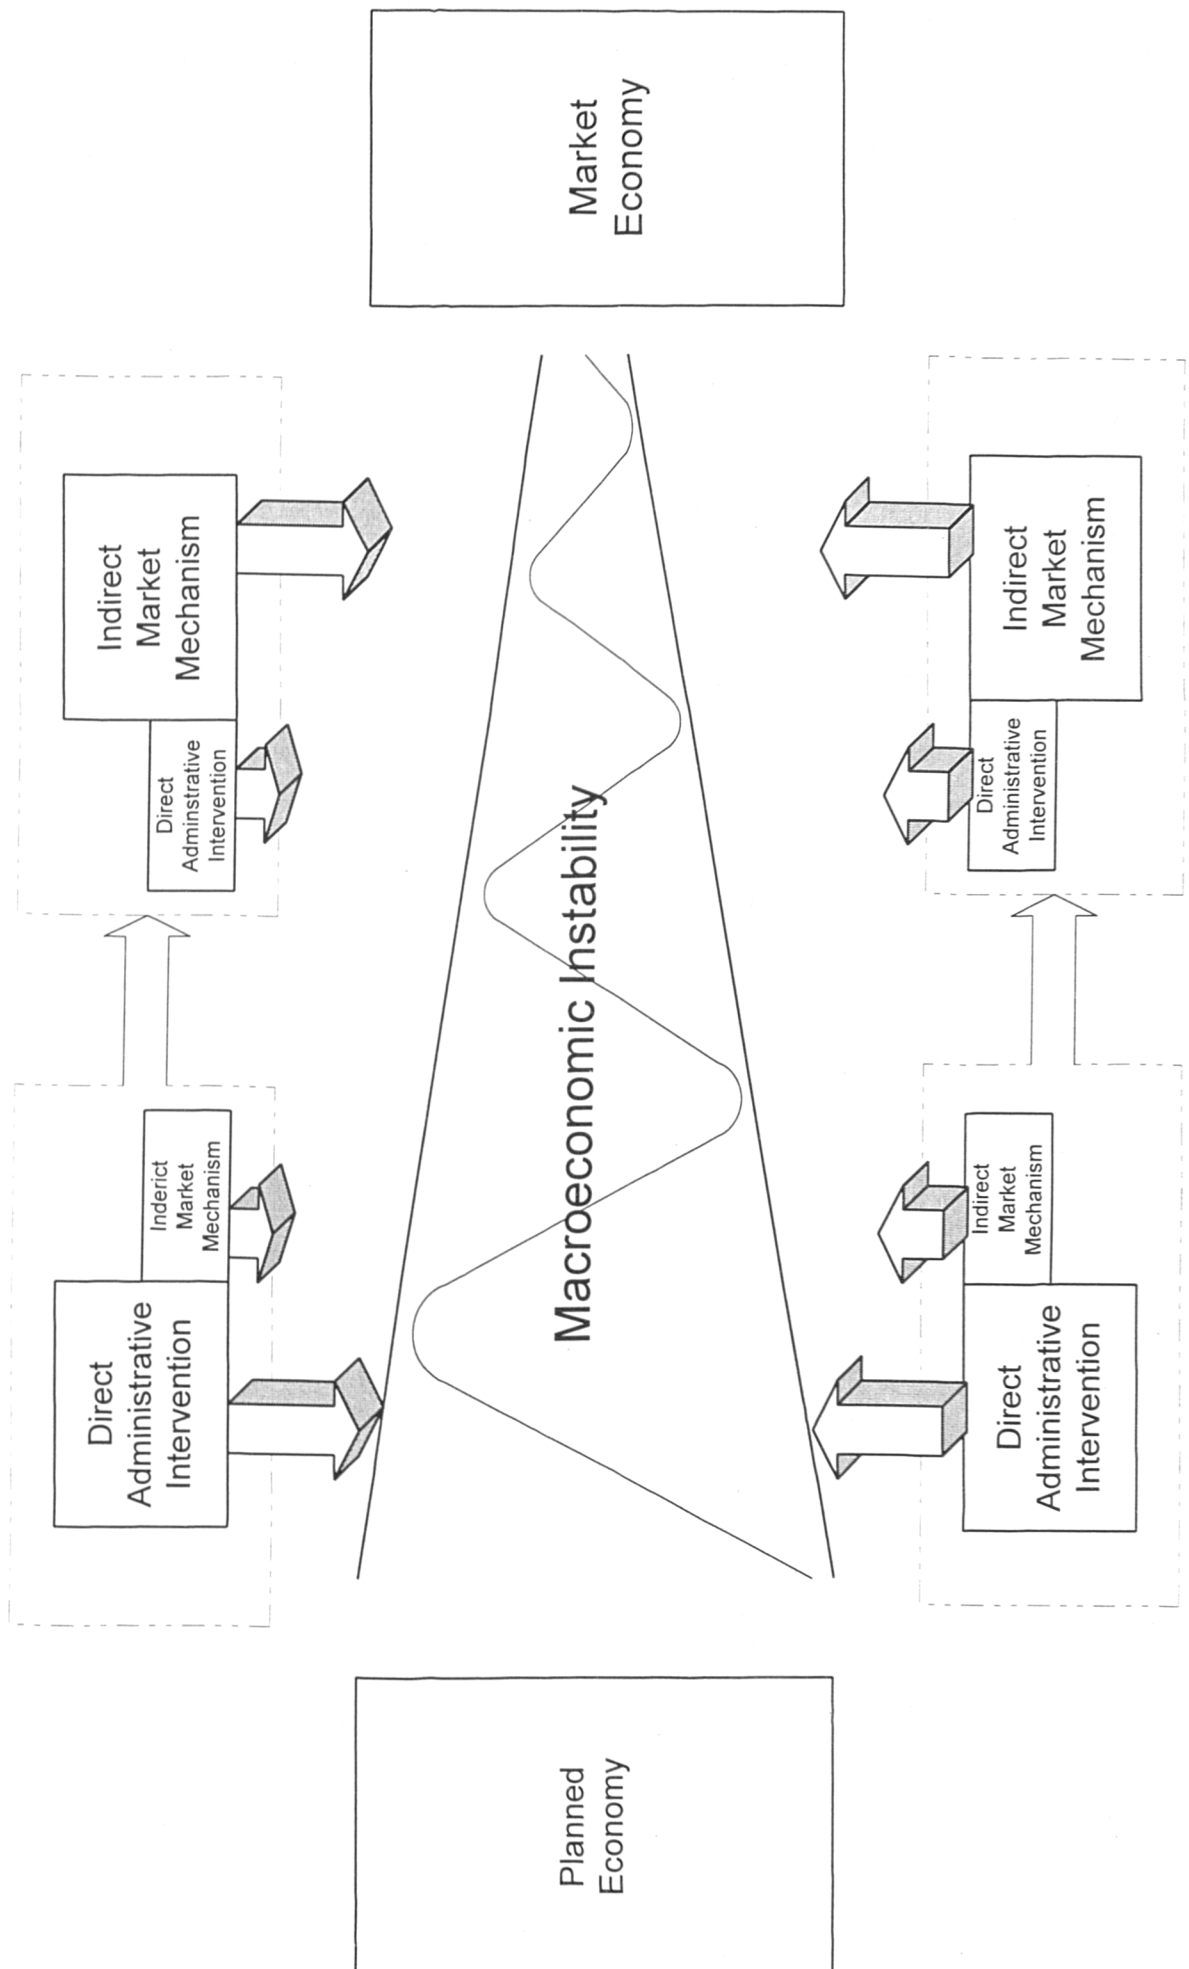 Planned
Economy
Direct
Administrative
Intervention
Inderict
Market
Mechanism
Direct
Adminstrative
Intervention
Indirect
Market
Mechanism
Macroeconomic Instability
Direct
Administrative
Intervention
Indirect
Market
Mechanism
Direct
Administrative
Intervention
Indirect
Market
Mechanism
Market
Economy